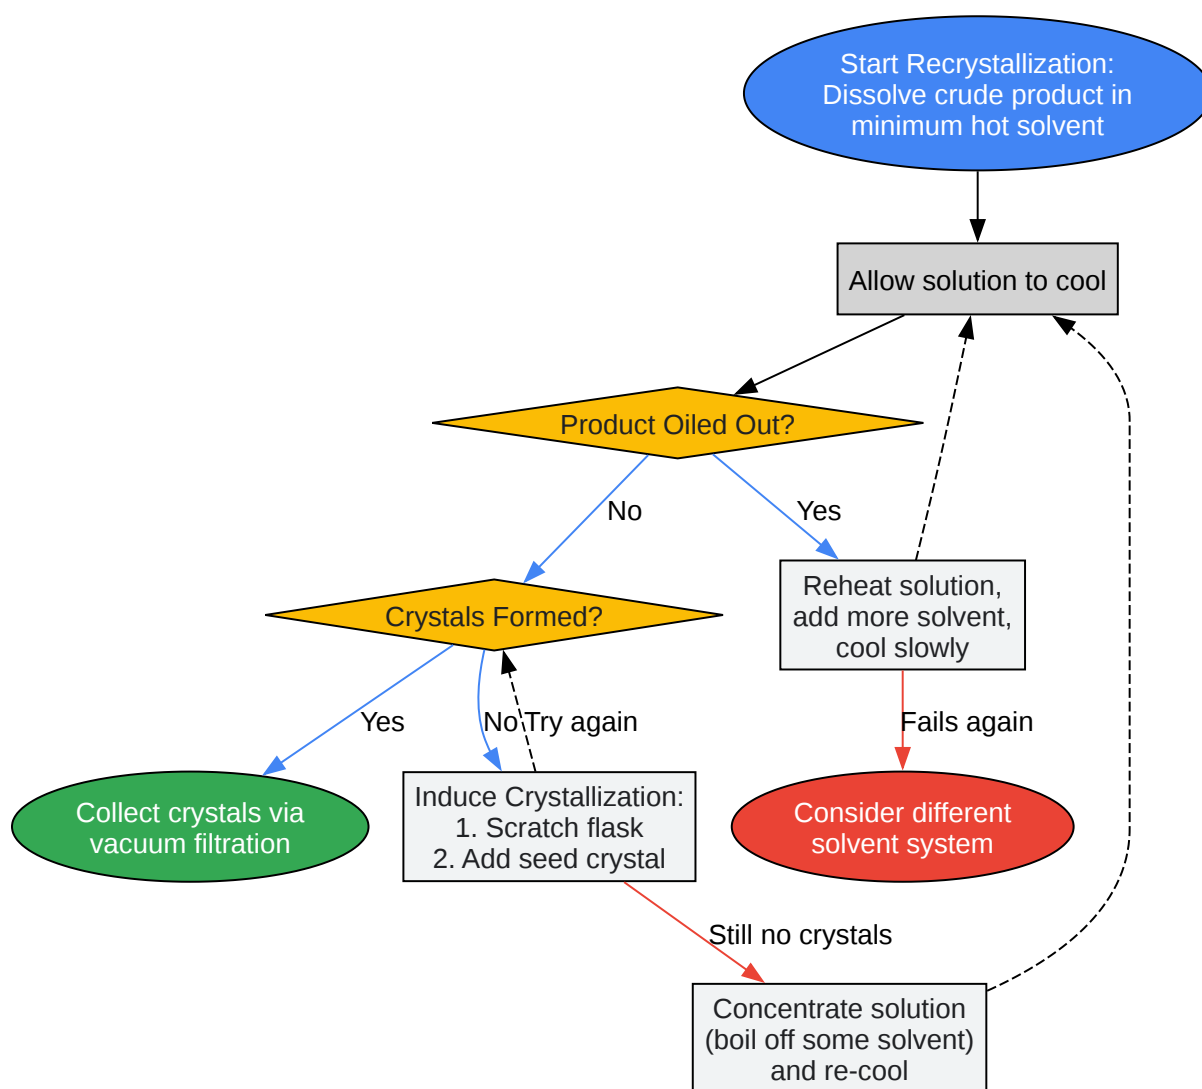 Start Recrystallization:
Dissolve crude product in
minimum hot solvent
Allow solution to cool
Product Oiled Out?
No
Yes
Crystals Formed?
Reheat solution,
add more solvent,
cool slowly
Yes
No
Try again
Fails again
Collect crystals via
vacuum filtration
Induce Crystallization:
1. Scratch flask
2. Add seed crystal
Consider different
solvent system
Still no crystals
Concentrate solution
(boil off some solvent)
and re-cool